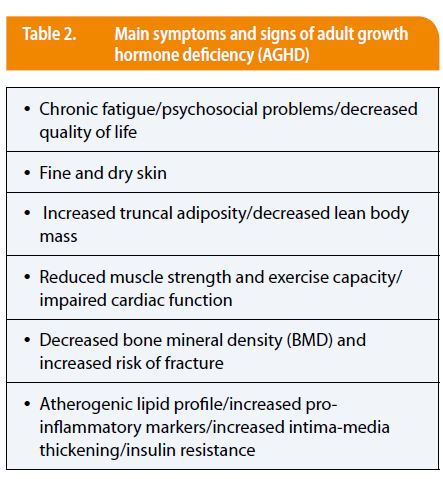 Table 2. Main symptoms and signs of adult growth
hormone deficiency (AGHD)
• Chronic fatigue/psychosocial problems/decreased
quality of life
• Fine and dry skin
• Increased truncal adiposity/decreased lean body
mass
• Reduced muscle strength and exercise capacity/
impaired cardiac function
• Decreased bone mineral density (BMD) and
increased risk of fracture
• Atherogenic lipid profile/increased pro-
inflammatory markers/increased intima-media
thickening/insulin resistance